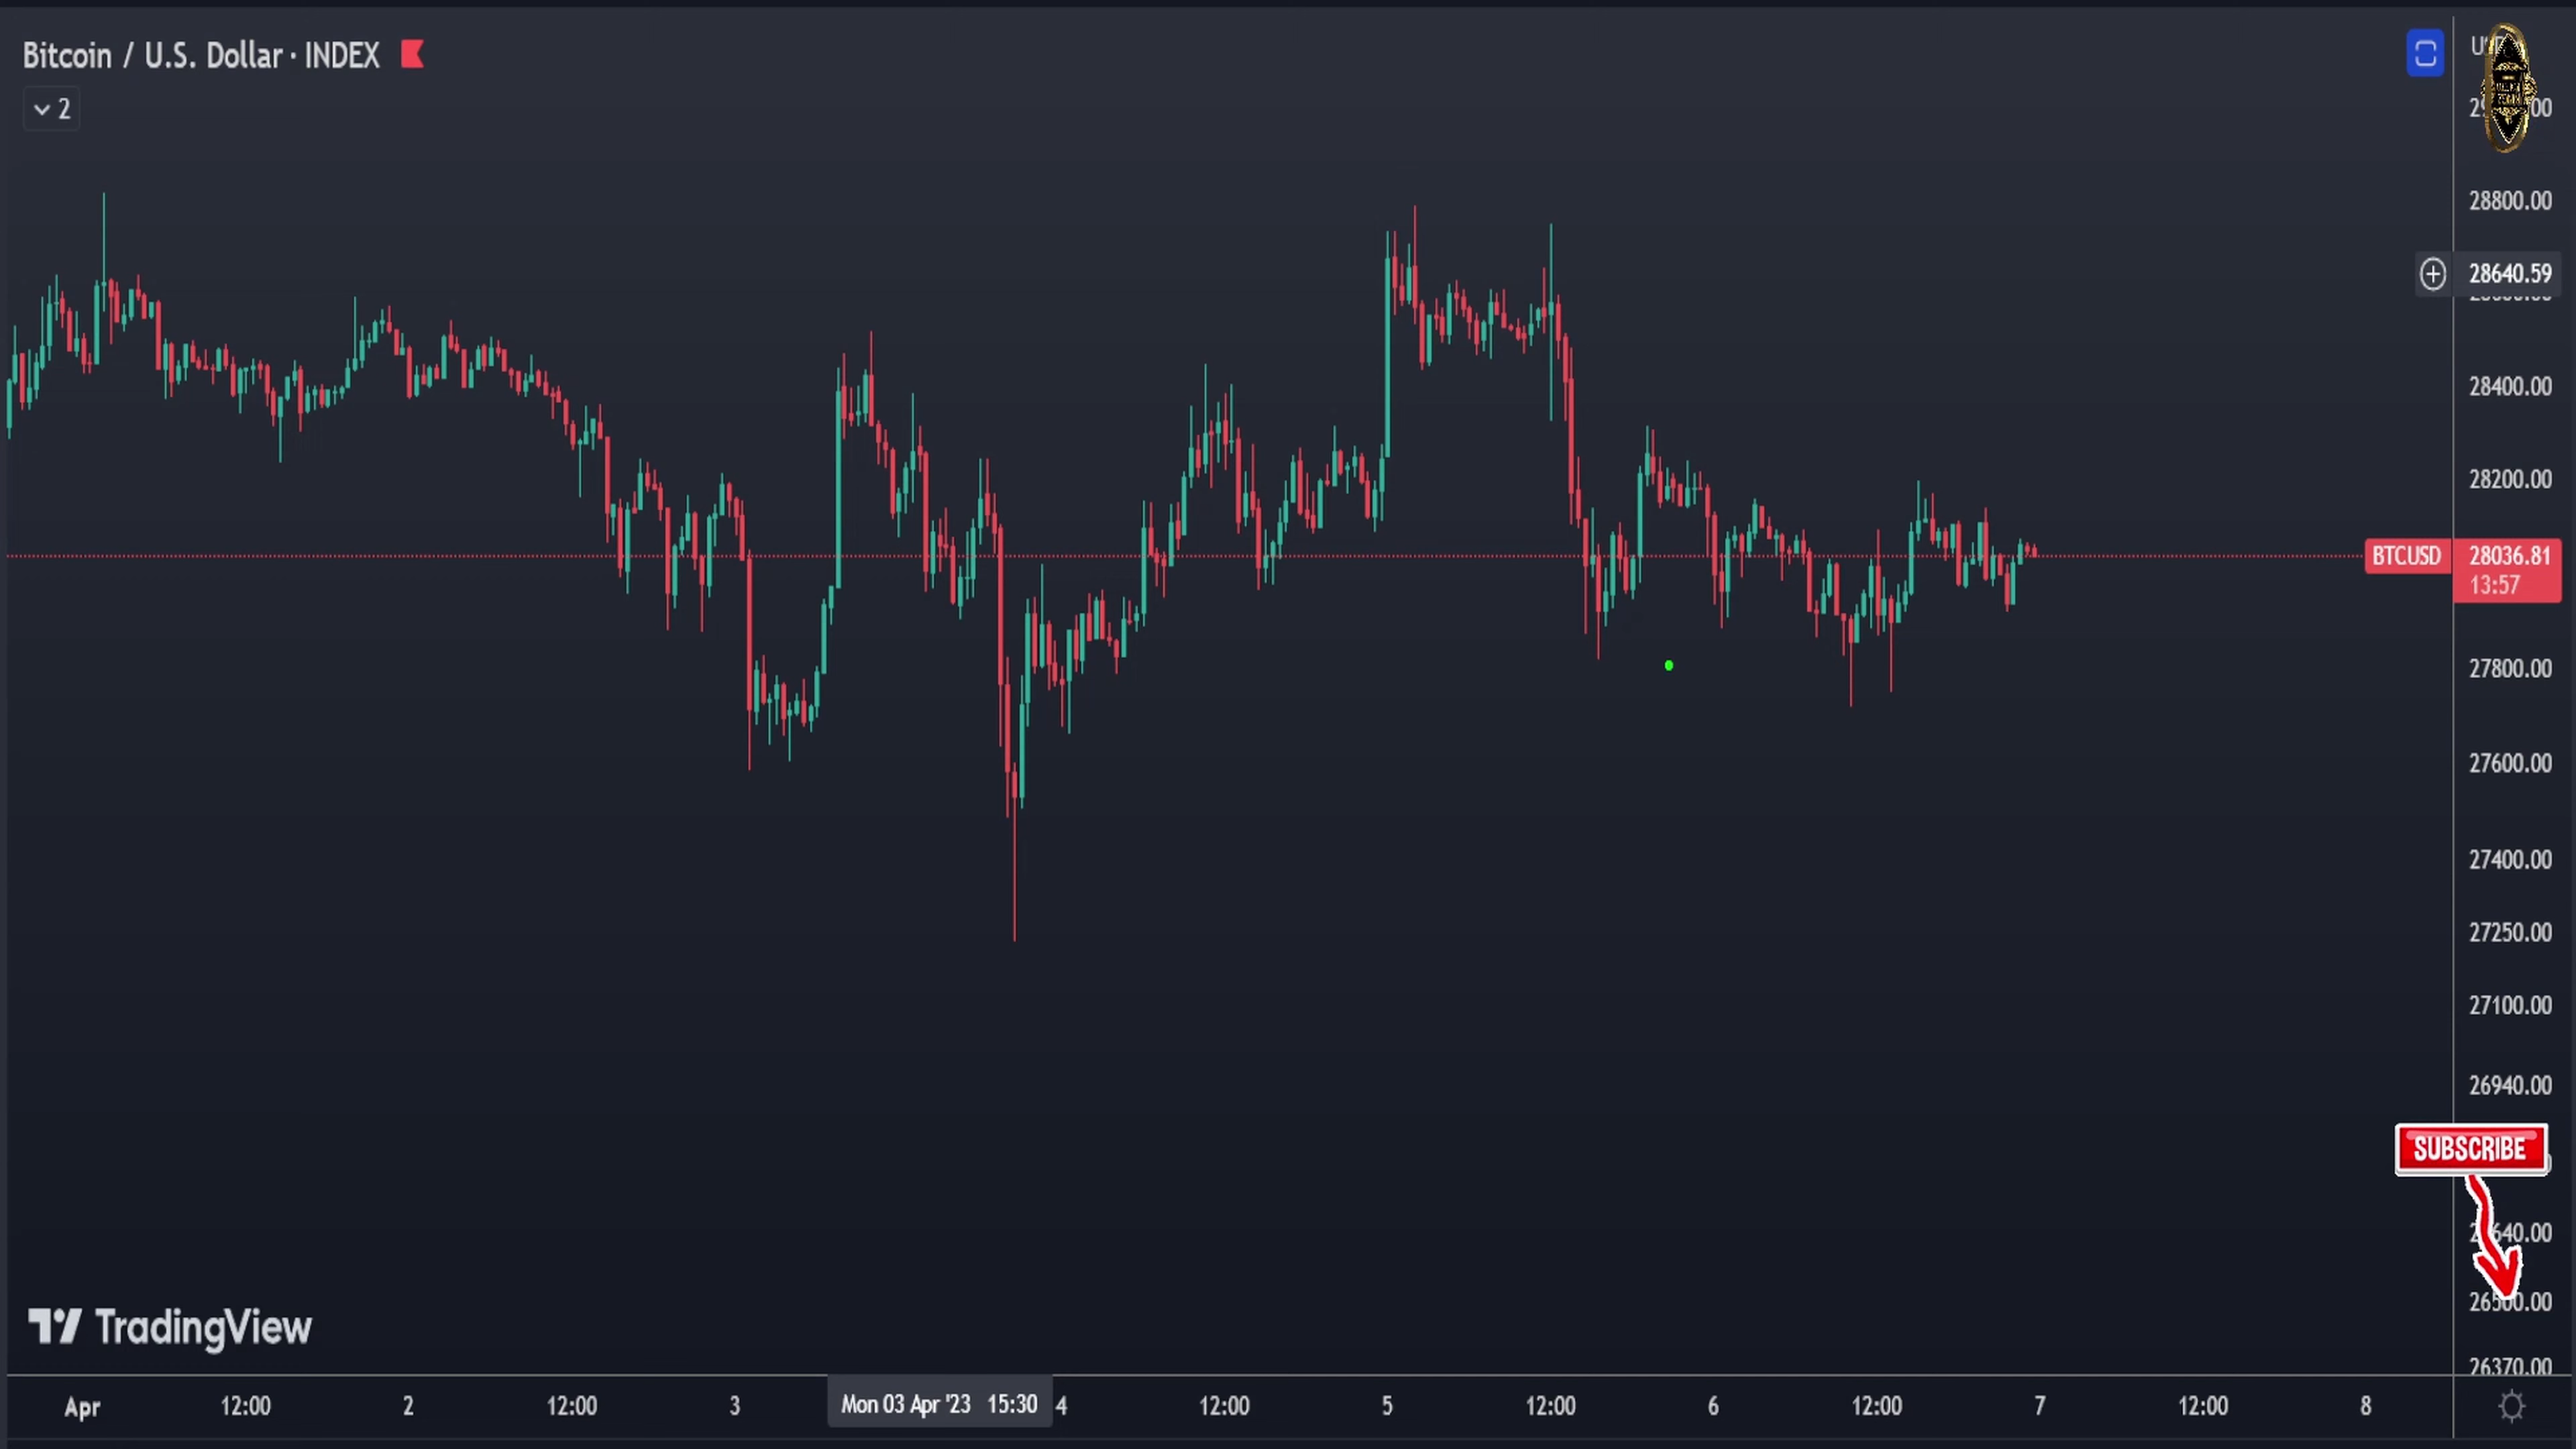 Bitcoin / U.S. Dollar · INDEX
2
28800.00
28640.59
28400.00
28200.00
BTCUSD 28036.81
13:57
27800.00
27600.00
27400.00
27250.00
27100.00
26940.00
SUBSCRIBE
26500.00
26370.00
TradingView
Apr 12:00 2 12:00 3 Mon 03 Apr '23 15:30 4 12:00 5 12:00 6 12:00 7 12:00 8